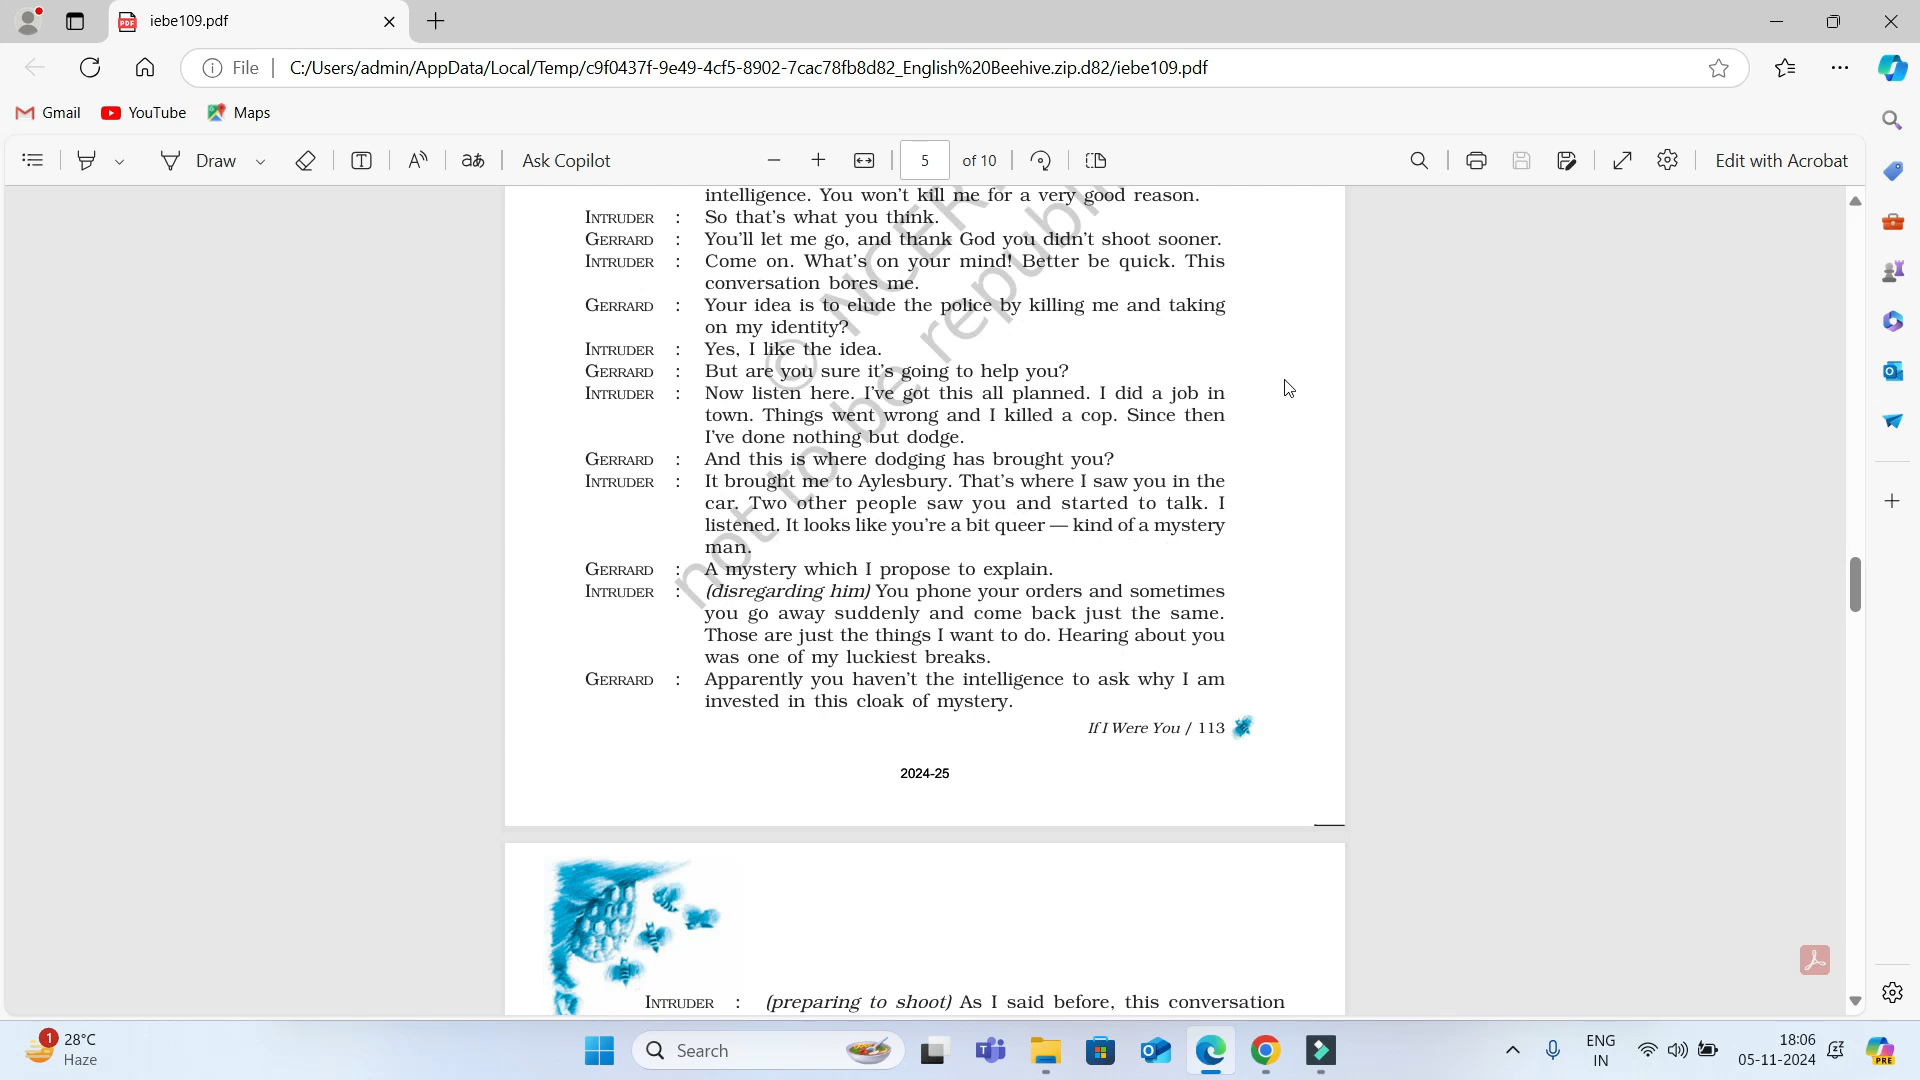 iebe109.pdf
File
C:/Users/admin/AppData/Local/Temp/c9f0437f-9e49-4cf5-8902-7cac78fb8d82_English%20Beehive.zip.d82/iebe109.pdf
Gmail YouTube Maps
Draw
Ask Copilot
5 of 10
Edit with Acrobat
intelligence. You won't kill me for a very good reason.
INTRUDER : So that's what you think.
GERRARD : You'll let me go, and thank God you didn't shoot sooner.
INTRUDER : Come on. What's on your mind! Better be quick. This
conversation bores me.
GERRARD : Your idea is to elude the police by killing me and taking
on my identity?
INTRUDER : Yes, I like the idea.
GERRARD : But are you sure it's going to help you?
INTRUDER : Now listen here. I've got this all planned. I did a job in
town. Things went wrong and I killed a cop. Since then
I've done nothing but dodge.
GERRARD : And this is where dodging has brought you?
INTRUDER : It brought me to Aylesbury. That's where I saw you in the
car. Two other people saw you and started to talk. I
listened. It looks like you're a bit queer — kind of a mystery
man.
GERRARD : A mystery which I propose to explain.
INTRUDER : (disregarding him) You phone your orders and sometimes
you go away suddenly and come back just the same.
Those are just the things I want to do. Hearing about you
was one of my luckiest breaks.
GERRARD : Apparently you haven't the intelligence to ask why I am
invested in this cloak of mystery.
If I Were You / 113
2024-25
INTRUDER : (preparing to shoot) As I said before, this conversation
© NCER
not to be republi
1
28°C
Haze
Search
ENG
IN
18:06
05-11-2024
PRE